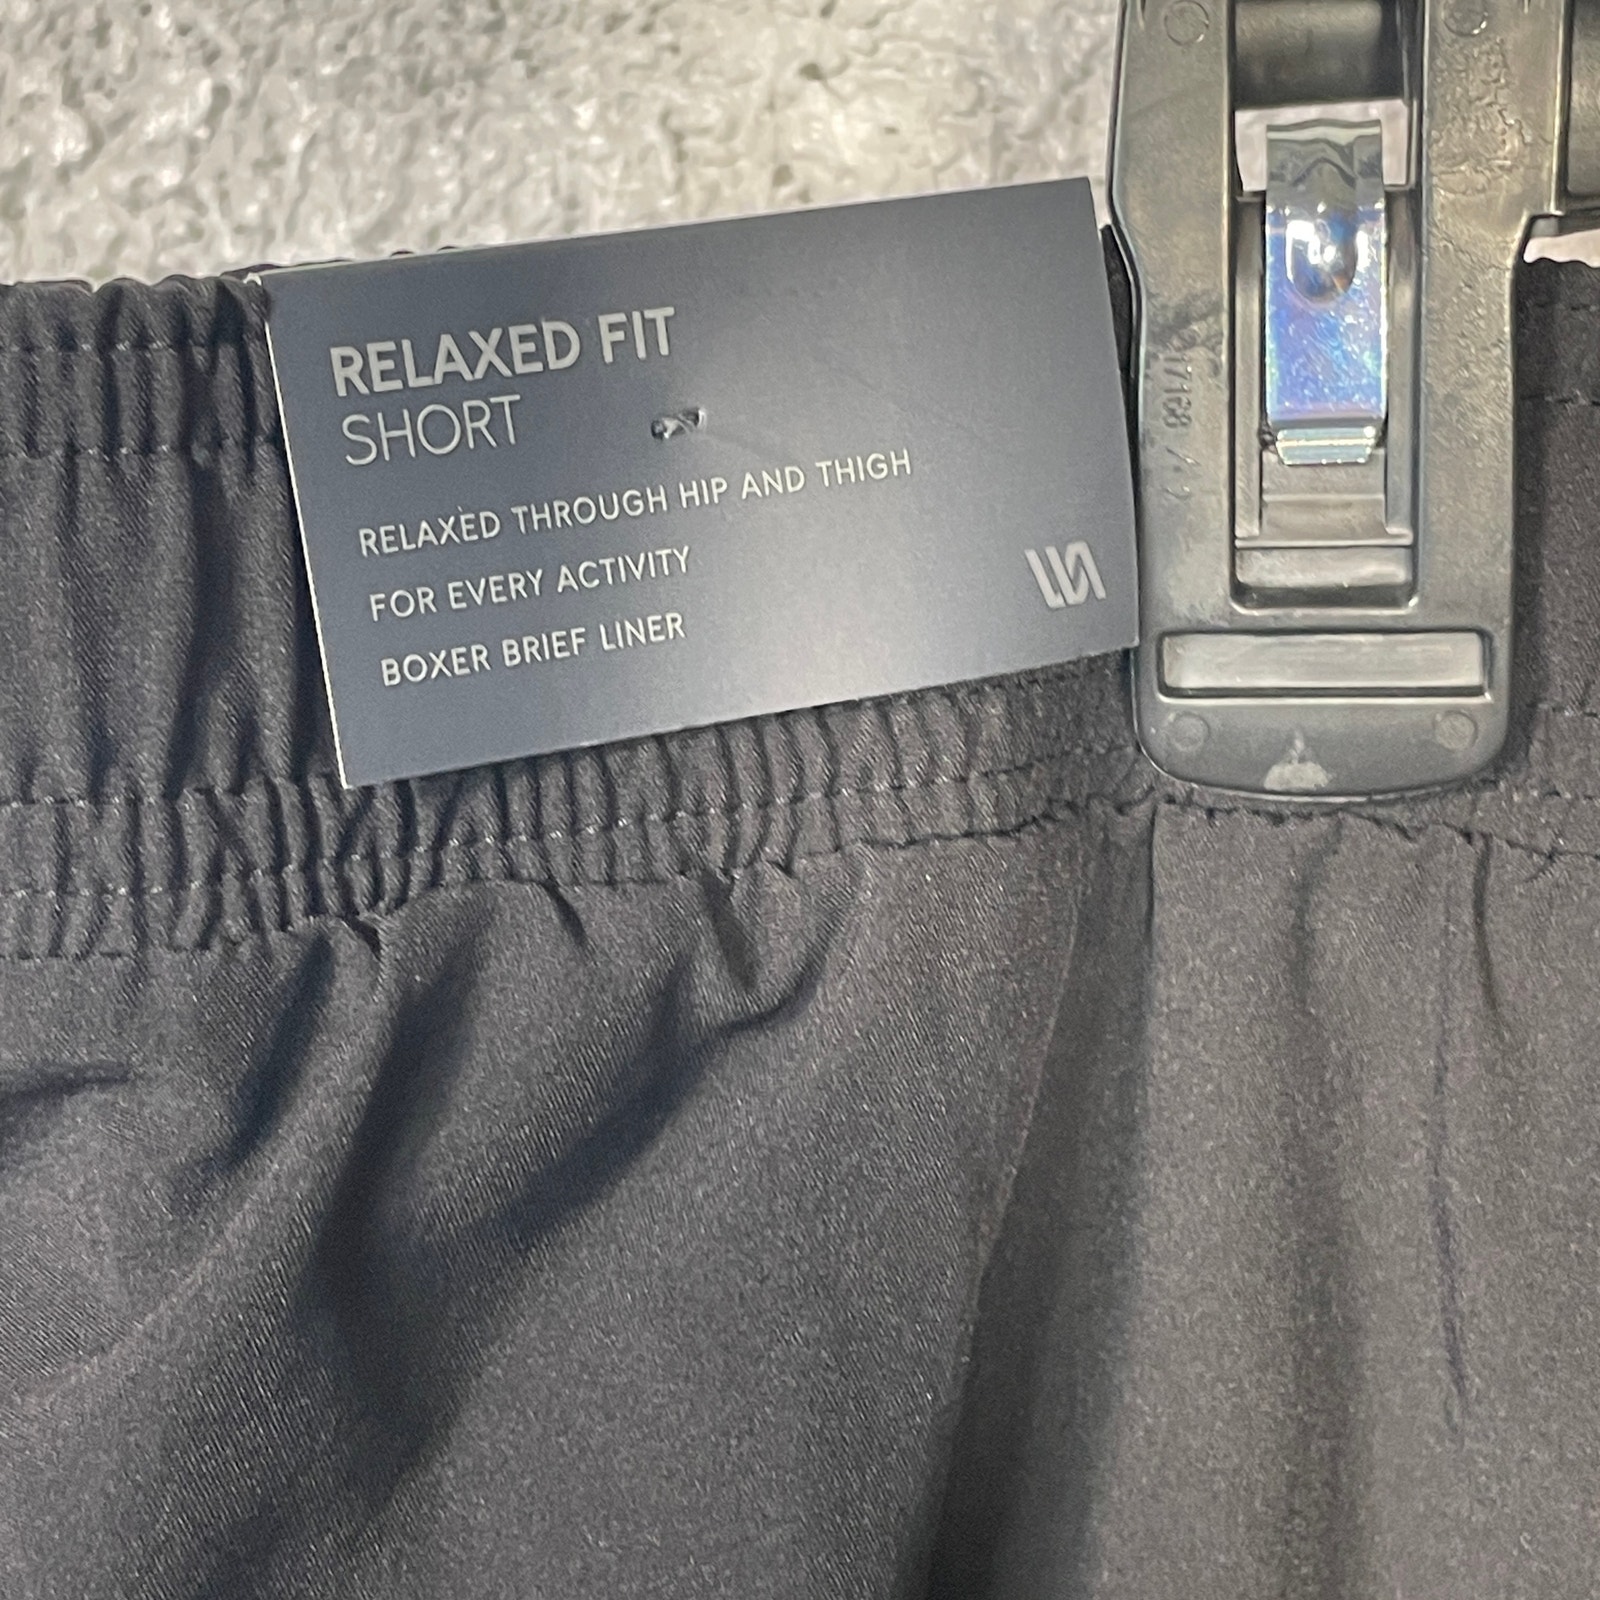 RELAXED FIT
SHORT
RELAXED THROUGH HIP AND THIGH
FOR EVERY ACTIVITY
BOXER BRIEF LINER